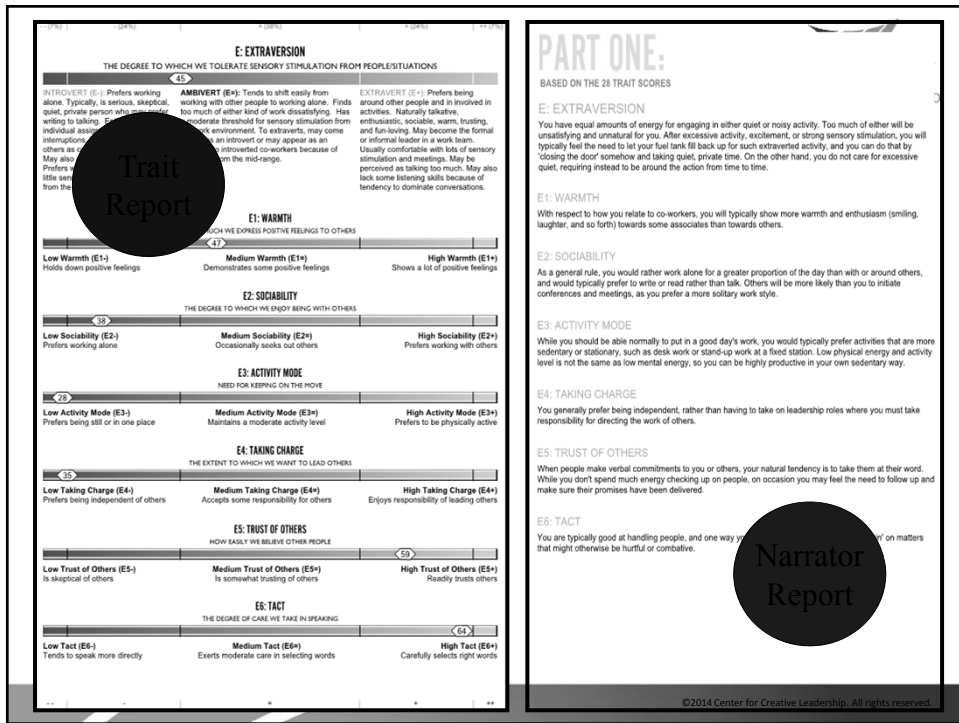 -- (7%) - (24%) = (38%) + (24%) ++ (7%)
E: EXTRAVERSION
THE DEGREE TO WHICH WE TOLERATE SENSORY STIMULATION FROM PEOPLE/SITUATIONS
45
INTROVERT (E-): Prefers working
alone. Typically, is serious, skeptical,
quiet, private person who may prefer
writing to talking.
individual
interruptions,
others as
May also
Prefers
little
from the
AMBIVERT (E=): Tends to shift easily from
working with other people to working alone. Finds
too much of either kind of work dissatisfying. Has
moderate threshold for sensory stimulation from
environment. To extraverts, may come
as an introvert or may appear as an
introverted co-workers because of
the mid-range.
EXTRAVERT (E+): Prefers being
around other people and in involved in
activities. Naturally talkative,
enthusiastic, sociable, warm, trusting,
and fun-loving. May become the formal
or informal leader in a work team.
Usually comfortable with lots of sensory
stimulation and meetings. May be
perceived as talking too much. May also
lack some listening skills because of
tendency to dominate conversations.
Trait
Report
E1: WARMTH
WE EXPRESS POSITIVE FEELINGS TO OTHERS
47
Low Warmth (E1-) Medium Warmth (E1=) High Warmth (E1+)
Holds down positive feelings Demonstrates some positive feelings Shows a lot of positive feelings
E2: SOCIABILITY
THE DEGREE TO WHICH WE ENJOY BEING WITH OTHERS
38
Low Sociability (E2-) Medium Sociability (E2=) High Sociability (E2+)
Prefers working alone Occasionally seeks out others Prefers working with others
E3: ACTIVITY MODE
NEED FOR KEEPING ON THE MOVE
28
Low Activity Mode (E3-) Medium Activity Mode (E3=) High Activity Mode (E3+)
Prefers being still or in one place Maintains a moderate activity level Prefers to be physically active
E4: TAKING CHARGE
THE EXTENT TO WHICH WE WANT TO LEAD OTHERS
35
Low Taking Charge (E4-) Medium Taking Charge (E4=) High Taking Charge (E4+)
Prefers being independent of others Accepts some responsibility for others Enjoys responsibility of leading others
E5: TRUST OF OTHERS
HOW EASILY WE BELIEVE OTHER PEOPLE
59
Low Trust of Others (E5-) Medium Trust of Others (E5=) High Trust of Others (E5+)
Is skeptical of others Is somewhat trusting of others Readily trusts others
E6: TACT
THE DEGREE OF CARE WE TAKE IN SPEAKING
64
Low Tact (E6-) Medium Tact (E6=) High Tact (E6+)
Tends to speak more directly Exerts moderate care in selecting words Carefully selects right words
-- - = + ++
PART ONE:
BASED ON THE 28 TRAIT SCORES
E: EXTRAVERSION
You have equal amounts of energy for engaging in either quiet or noisy activity. Too much of either will be
unsatisfying and unnatural for you. After excessive activity, excitement, or strong sensory stimulation, you will
typically feel the need to let your fuel tank fill back up for such extraverted activity, and you can do that by
'closing the door' somehow and taking quiet, private time. On the other hand, you do not care for excessive
quiet, requiring instead to be around the action from time to time.
E1: WARMTH
With respect to how you relate to co-workers, you will typically show more warmth and enthusiasm (smiling,
laughter, and so forth) towards some associates than towards others.
E2: SOCIABILITY
As a general rule, you would rather work alone for a greater proportion of the day than with or around others,
and would typically prefer to write or read rather than talk. Others will be more likely than you to initiate
conferences and meetings, as you prefer a more solitary work style.
E3: ACTIVITY MODE
While you should be able normally to put in a good day's work, you would typically prefer activities that are more
sedentary or stationary, such as desk work or stand-up work at a fixed station. Low physical energy and activity
level is not the same as low mental energy, so you can be highly productive in your own sedentary way.
E4: TAKING CHARGE
You generally prefer being independent, rather than having to take on leadership roles where you must take
responsibility for directing the work of others.
E5: TRUST OF OTHERS
When people make verbal commitments to you or others, your natural tendency is to take them at their word.
While you don't spend much energy checking up on people, on occasion you may feel the need to follow up and
make sure their promises have been delivered.
E6: TACT
You are typically good at handling people, and one way on matters
that might otherwise be hurtful or combative.
Narrator
Report
©2014 Center for Creative Leadership. All rights reserved.